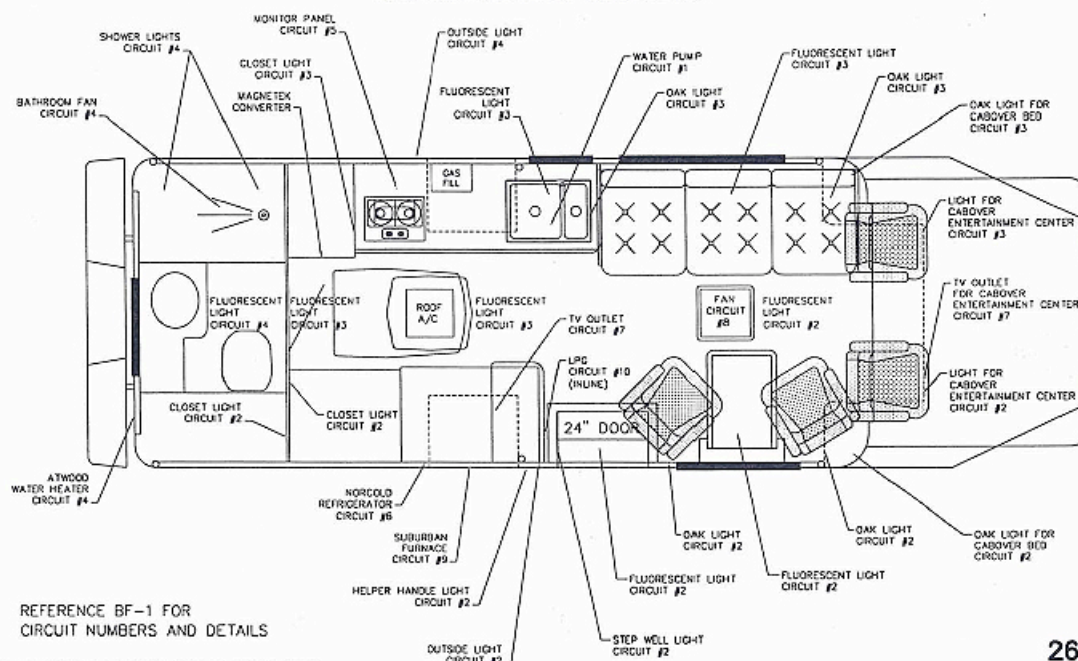 MONITOR PANEL
CIRCUIT #5
SHOWER LIGHTS
CIRCUIT #4
OUTSIDE LIGHT
CIRCUIT #4
CLOSET LIGHT
CIRCUIT #3
WATER PUMP
CIRCUIT #1
FLUORESCENT LIGHT
CIRCUIT #3
BATHROOM FAN
CIRCUIT #4
MAGNETEK
CONVERTER
FLUORESCENT
LIGHT
CIRCUIT #3
OAK LIGHT
CIRCUIT #3
OAK LIGHT
CIRCUIT #3
OAK LIGHT FOR
CABOVER BED
CIRCUIT #3
GAS
FILL
LIGHT FOR
CABOVER
ENTERTAINMENT CENTER
CIRCUIT #3
FLUORESCENT
LIGHT
CIRCUIT #4
FLUORESCENT
LIGHT
CIRCUIT #3
ROOF
A/C
FLUORESCENT
LIGHT
CIRCUIT #3
FAN
CIRCUIT
#8
FLUORESCENT
LIGHT
CIRCUIT #2
TV OUTLET
FOR CABOVER
ENTERTAINMENT CENTER
CIRCUIT #7
TV OUTLET
CIRCUIT #7
LPG
CIRCUIT #10
(INLINE)
LIGHT FOR
CABOVER
ENTERTAINMENT CENTER
CIRCUIT #2
CLOSET LIGHT
CIRCUIT #2
CLOSET LIGHT
CIRCUIT #2
24" DOOR
ATWOOD
WATER HEATER
CIRCUIT #4
NORCOLD
REFRIGERATOR
CIRCUIT #6
SUBURBAN
FURNACE
CIRCUIT #9
OAK LIGHT
CIRCUIT #2
OAK LIGHT
CIRCUIT #2
OAK LIGHT FOR
CABOVER BED
CIRCUIT #2
HELPER HANDLE LIGHT
CIRCUIT #2
FLUORESCENT LIGHT
CIRCUIT #2
FLUORESCENT LIGHT
CIRCUIT #2
REFERENCE BF-1 FOR
CIRCUIT NUMBERS AND DETAILS
OUTSIDE LIGHT
CIRCUIT #2
STEP WELL LIGHT
CIRCUIT #2
26